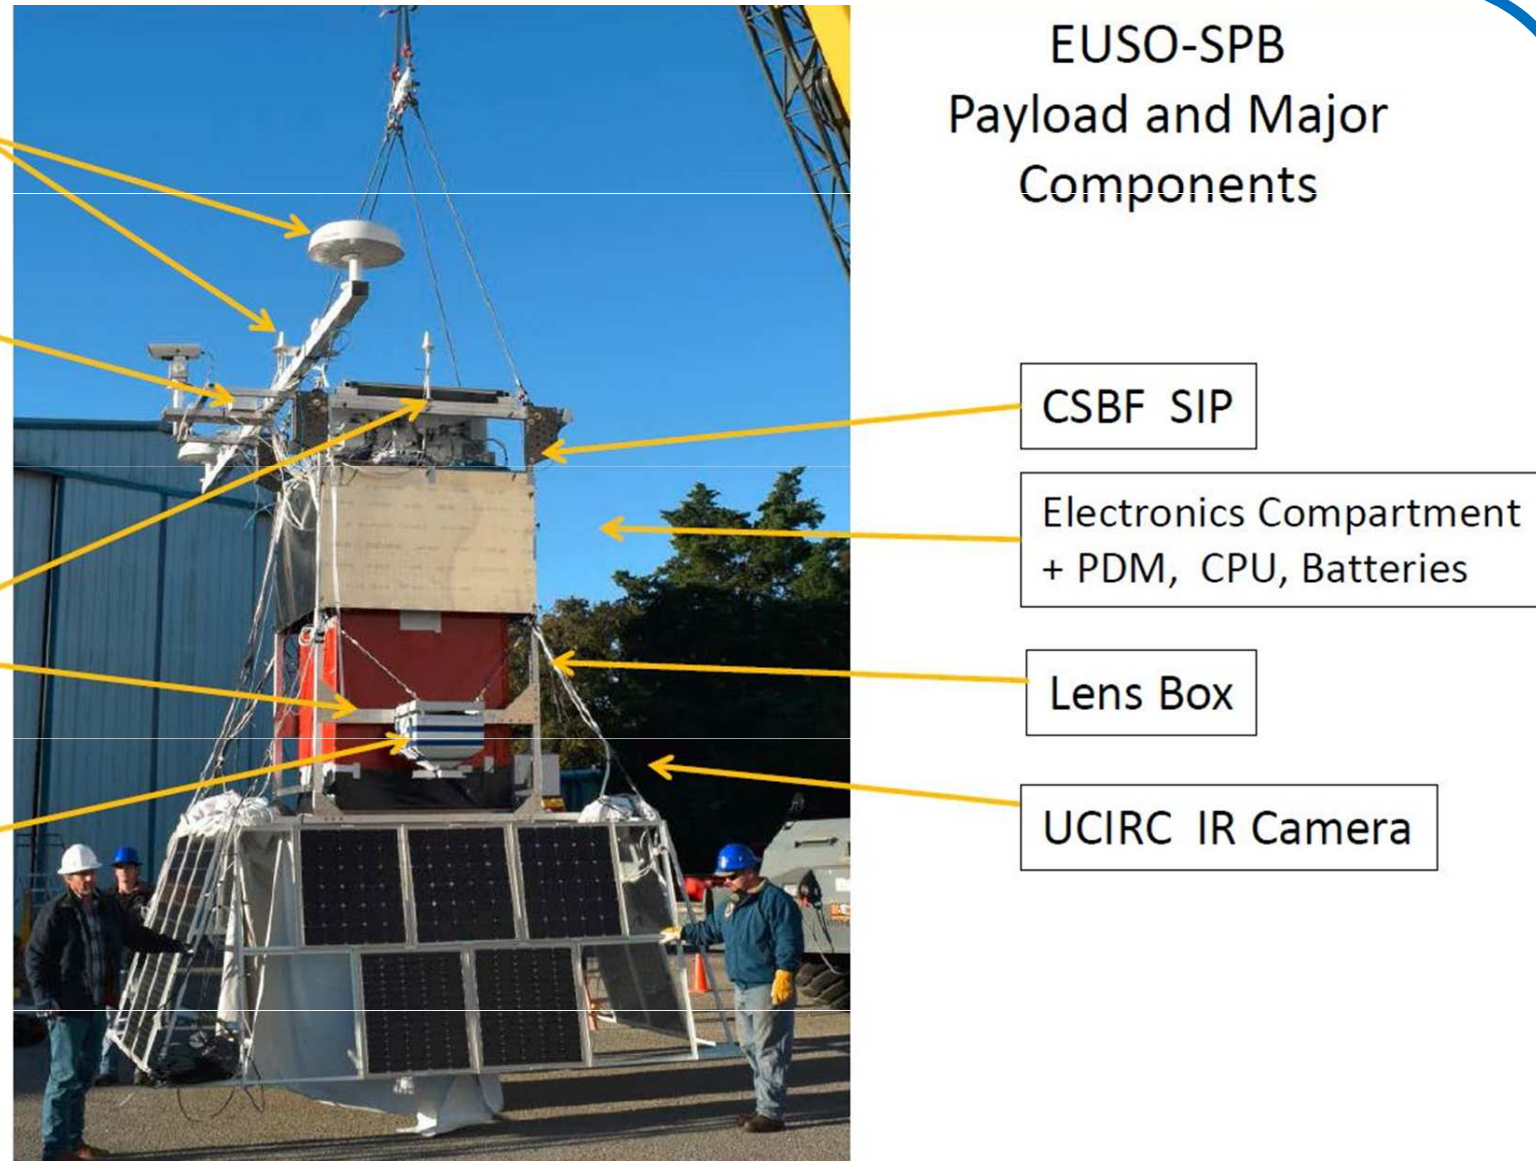 EUSO-SPB
Payload and Major
Components
CSBF SIP
Electronics Compartment
+ PDM, CPU, Batteries
Lens Box
UCIRC IR Camera